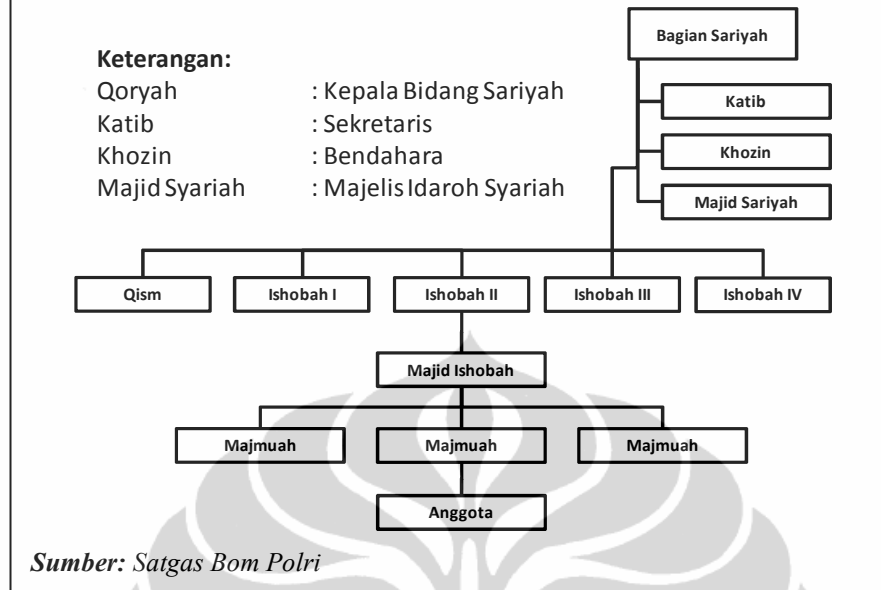 Bagian Sariyah
Keterangan:
Qoryah : Kepala Bidang Sariyah
Katib : Sekretaris
Khozin : Bendahara
Majid Syariah : Majelis Idaroh Syariah
Katib
Khozin
Majid Sariyah
Qism Ishobah I Ishobah II Ishobah III Ishobah IV
Majid Ishobah
Majmuah Majmuah Majmuah
Anggota
Sumber: Satgas Bom Polri